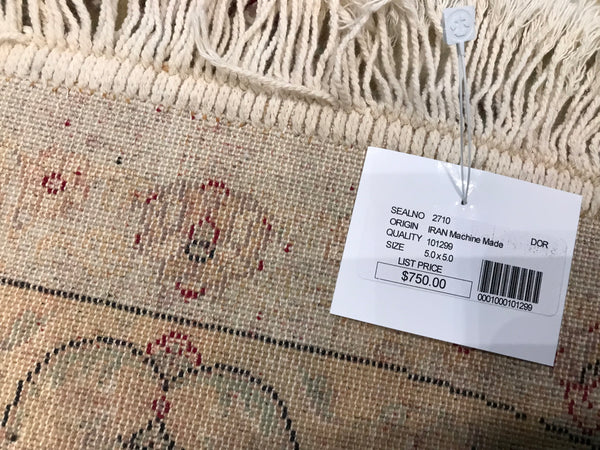 SEALNO 2710
ORIGIN IRAN Machine Made DOR
QUALITY 101299
SIZE 5.0 x 5.0
LIST PRICE
$750.00
0001000101299